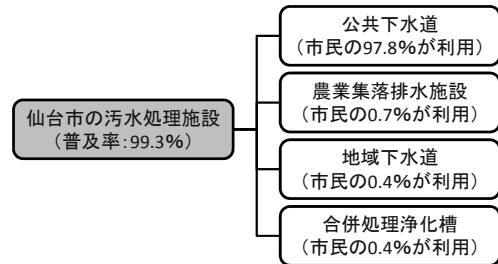 仙台市の汚水処理施設
（普及率：99.3％）
公共下水道
（市民の97.8％が利用）
農業集落排水施設
（市民の0.7％が利用）
地域下水道
（市民の0.4％が利用）
合併処理浄化槽
（市民の0.4％が利用）